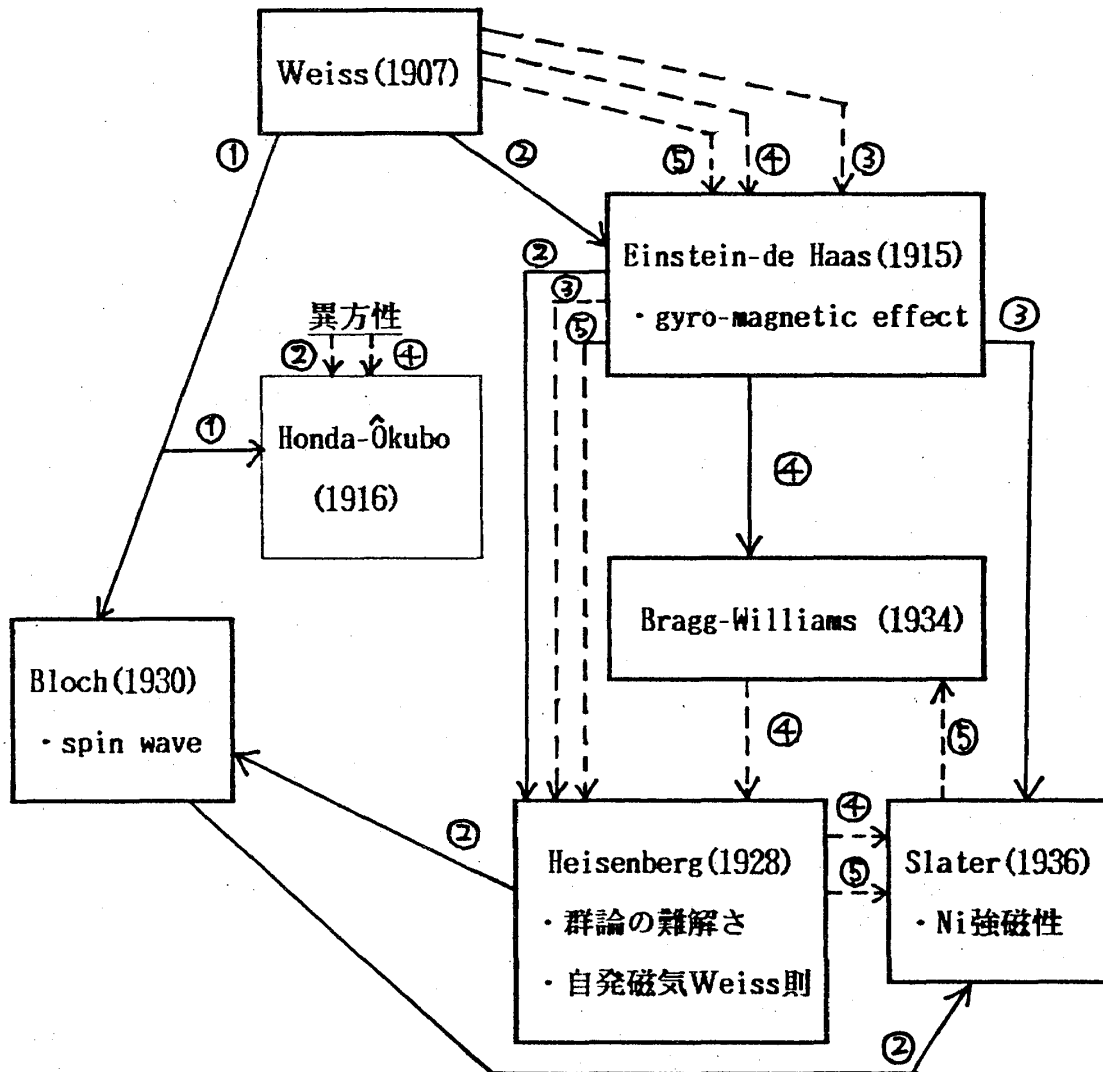 Weiss(1907)
①
②
⑤
④
③
Einstein-de Haas(1915)
・gyro-magnetic effect
②
③
⑤
③
異方性
②
④
①
Honda-Ôkubo
(1916)
④
Bragg-Williams (1934)
Bloch(1930)
・spin wave
④
⑤
②
Heisenberg(1928)
・群論の難解さ
・自発磁気Weiss則
④
⑤
Slater(1936)
・Ni強磁性
②